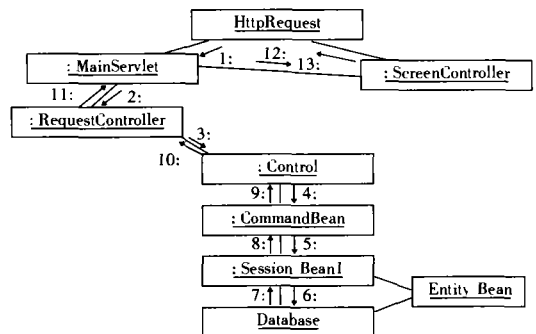 HttpRequest
1:
12:
13:
: MainServlet
: ScreenController
11:
2:
: RequestController
3:
10:
: Control
9:
4:
: CommandBean
8:
5:
: Session Bean1
7:
6:
Entity Bean
Database